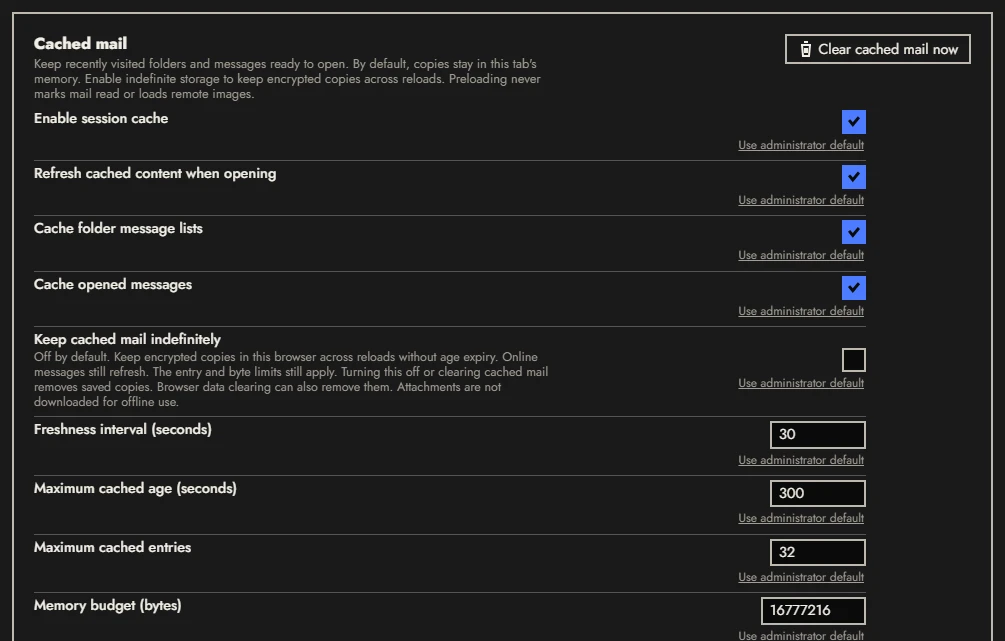 Cached mail
Clear cached mail now
Keep recently visited folders and messages ready to open. By default, copies stay in this tab's
memory. Enable indefinite storage to keep encrypted copies across reloads. Preloading never
marks mail read or loads remote images.
Enable session cache
Use administrator default
Refresh cached content when opening
Use administrator default
Cache folder message lists
Use administrator default
Cache opened messages
Use administrator default
Keep cached mail indefinitely
Off by default. Keep encrypted copies in this browser across reloads without age expiry. Online
messages still refresh. The entry and byte limits still apply. Turning this off or clearing cached mail
removes saved copies. Browser data clearing can also remove them. Attachments are not
downloaded for offline use.
Use administrator default
Freshness interval (seconds)
30
Use administrator default
Maximum cached age (seconds)
300
Use administrator default
Maximum cached entries
32
Use administrator default
Memory budget (bytes)
16777216
Use administrator default